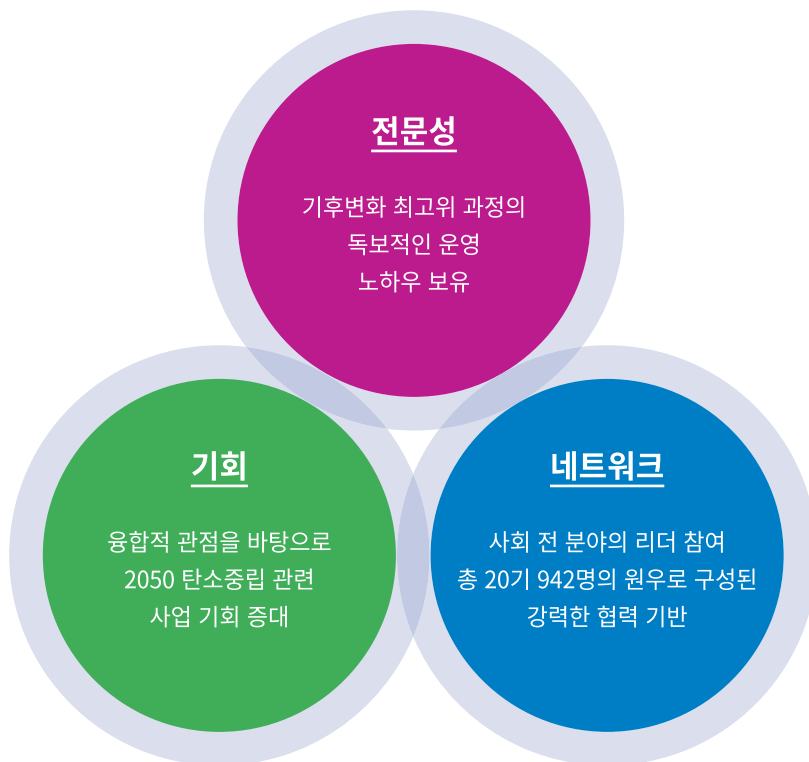 전문성
기후변화 최고위 과정의
독보적인 운영
노하우 보유
기회
융합적 관점을 바탕으로
2050 탄소중립 관련
사업 기회 증대
네트워크
사회 전 분야의 리더 참여
총 20기 942명의 원우로 구성된
강력한 협력 기반